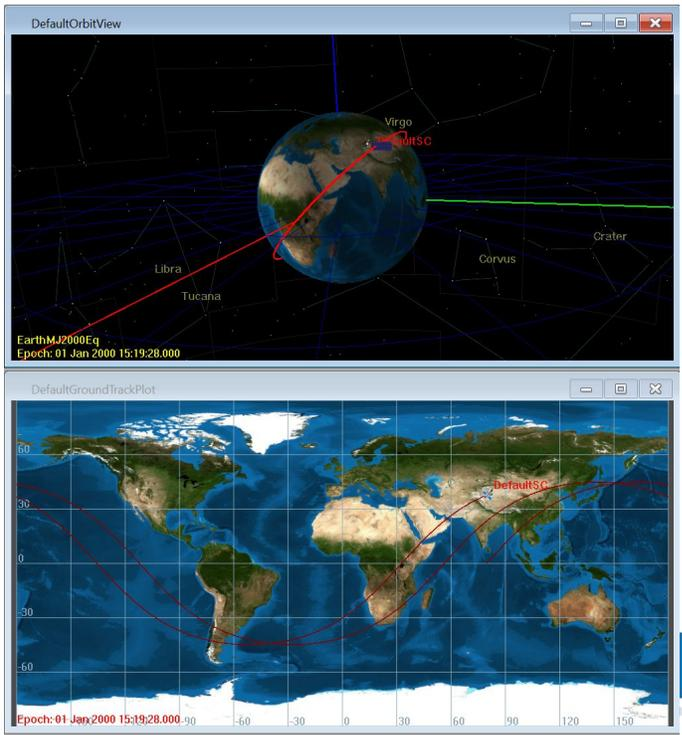 DefaultOrbitView
Virgo
DefaultSC
Crater
Corvus
Libra
Tucana
EarthMJ2000Eq
Epoch: 01 Jan 2000 15:19:28.000
DefaultGroundTrackPlot
60
DefaultSC
30
0
-30
-60
Epoch: 01 Jan 2000 15:19:28.000
-90 -60 -30 0 30 60 90 120 150